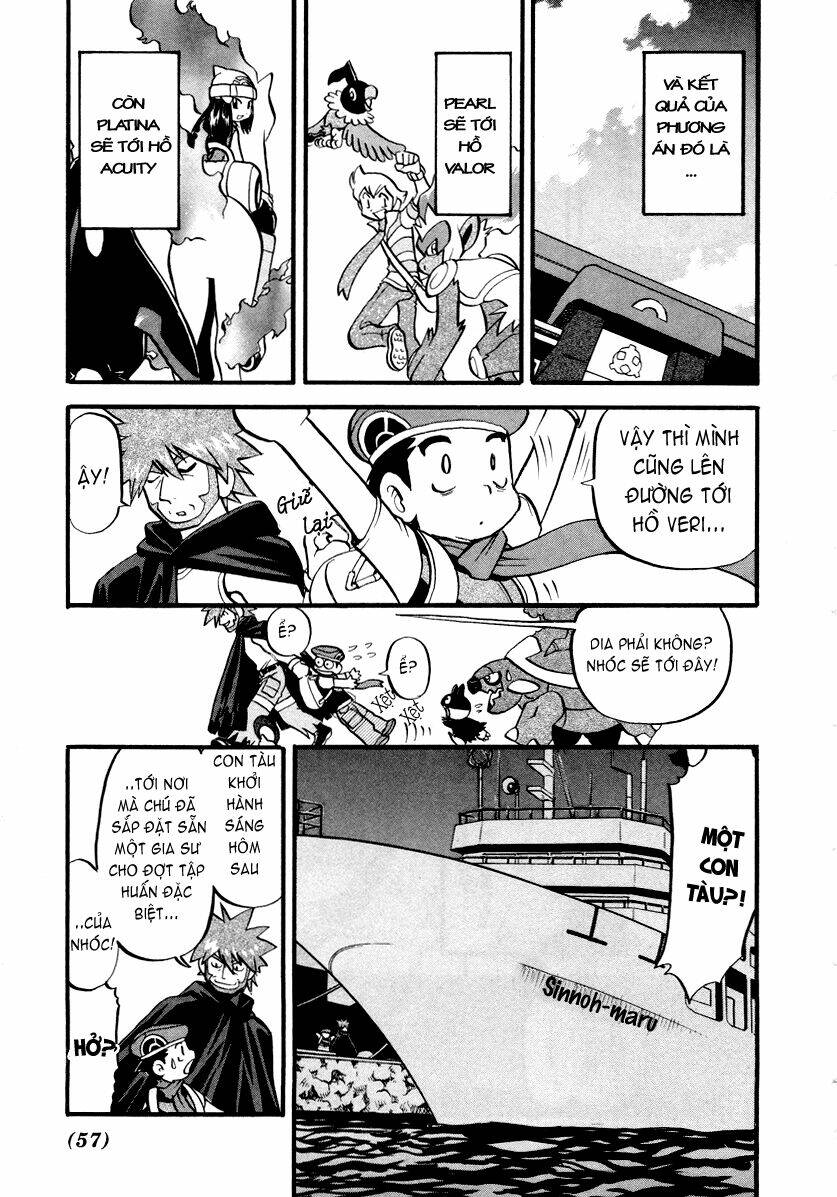 VÀ KẾT
QUẢ CỦA
PHƯƠNG
ÁN ĐÓ LÀ
...
PEARL
SẼ TỚI
HỒ
VALOR
CÒN
PLATINA
SẼ TỚI HỒ
ACUITY
VẬY THÌ MÌNH
CŨNG LÊN
ĐƯỜNG TỚI
HỒ VERI...
Giữ
lại
ẬY!
DIA PHẢI KHÔNG?
NHÓC SẼ TỚI ĐÂY!
Ể?
Ể?
Xệt
Xệt
MỘT
CON
TÀU?!
Sinnoh-maru
CON TÀU
KHỞI
HÀNH
SÁNG
HÔM
SAU
..TỚI NƠI
MÀ CHÚ ĐÃ
SẮP ĐẶT SẴN
MỘT GIA SƯ
CHO ĐỢT TẬP
HUẤN ĐẶC
BIỆT...
..CỦA
NHÓC!
HỞ?
(57)